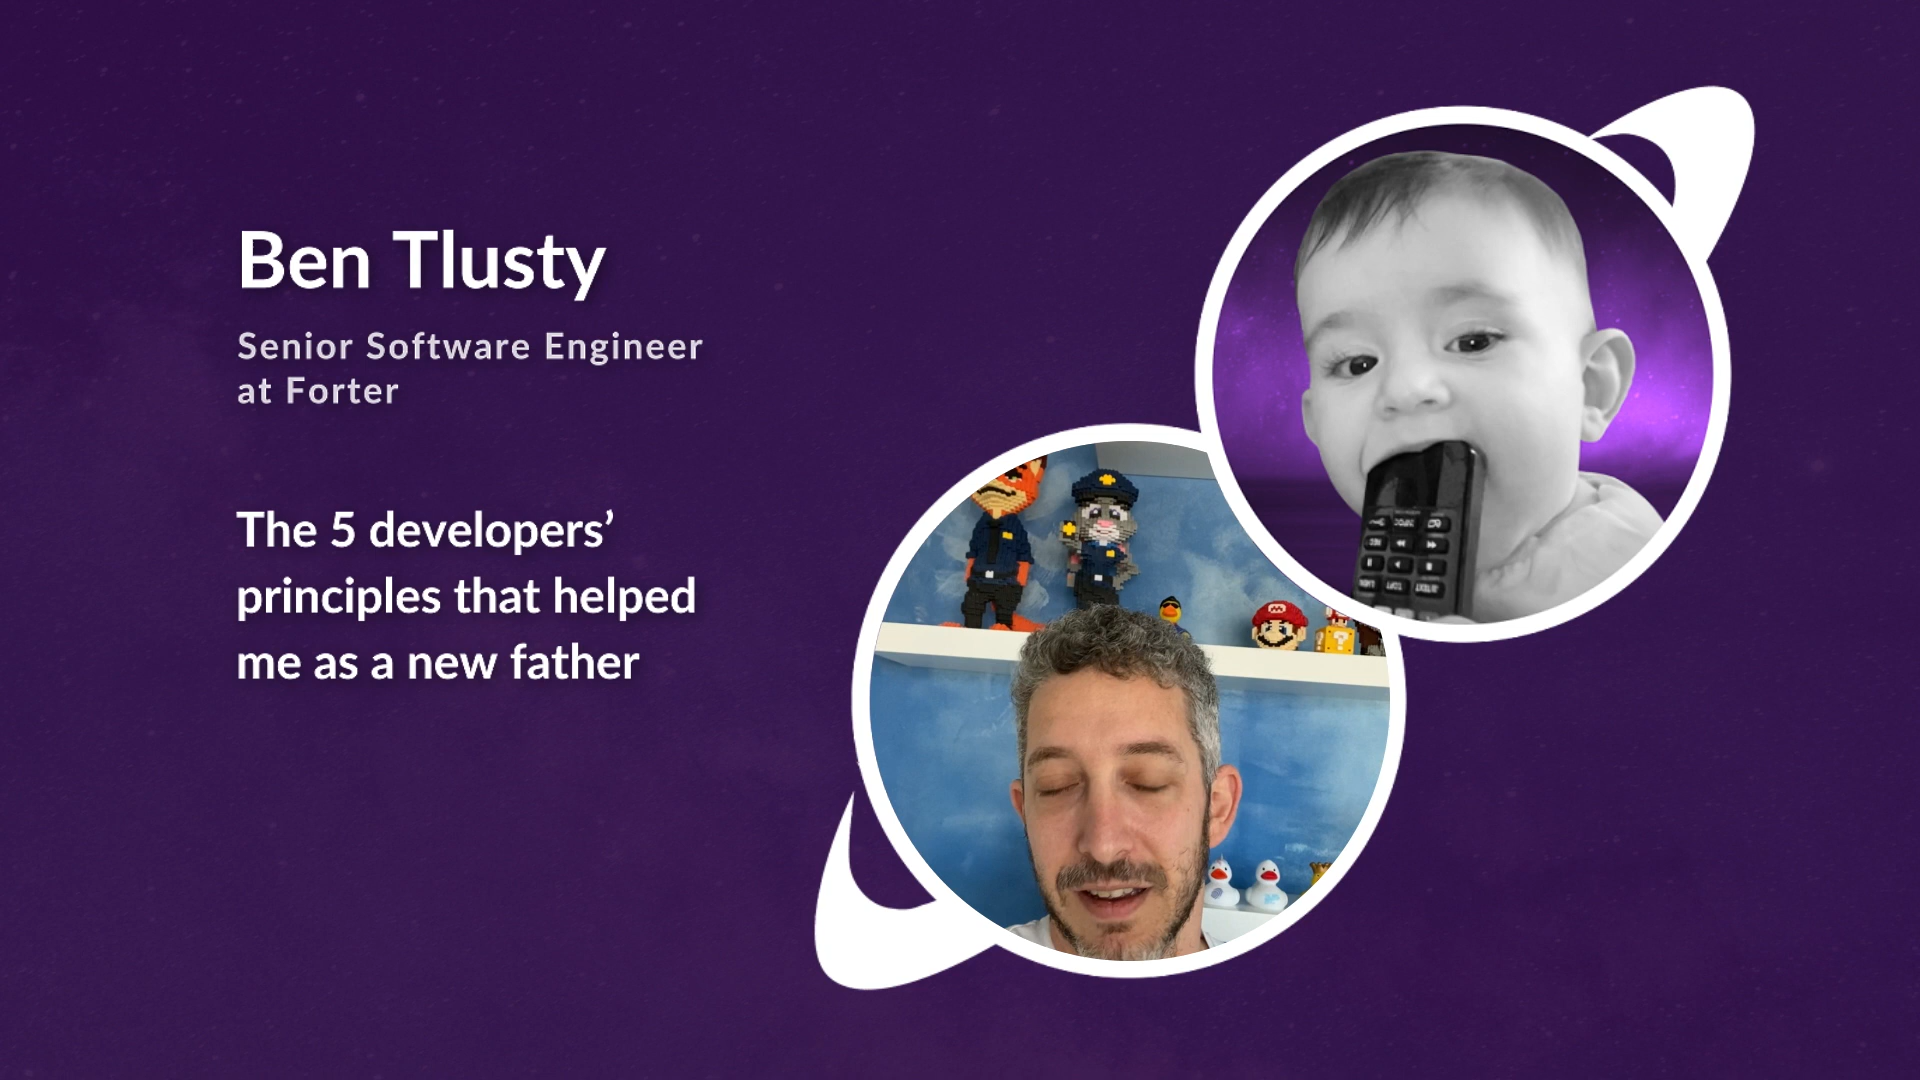 Ben Tlusty
Senior Software Engineer
at Forter
The 5 developers’
principles that helped
me as a new father